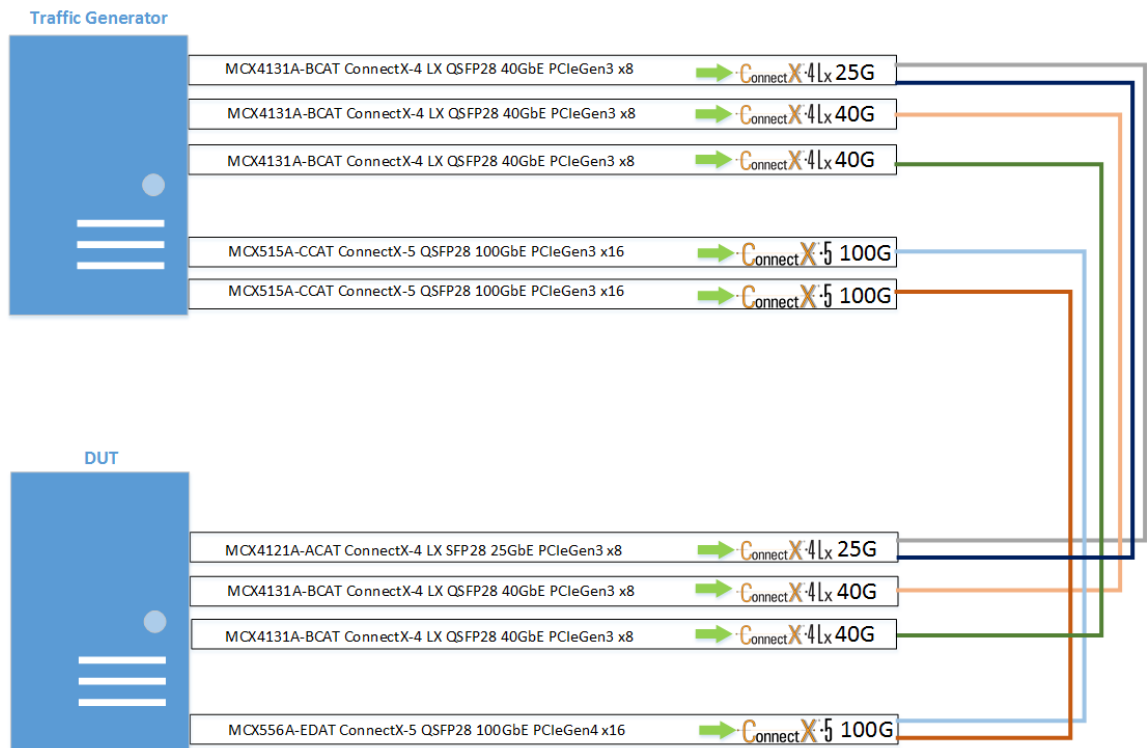 Traffic Generator
MCX4131A-BCAT ConnectX-4 LX QSFP28 40GbE PCIeGen3 x8 ConnectX·4Lx 25G
MCX4131A-BCAT ConnectX-4 LX QSFP28 40GbE PCIeGen3 x8 ConnectX·4Lx 40G
MCX4131A-BCAT ConnectX-4 LX QSFP28 40GbE PCIeGen3 x8 ConnectX·4Lx 40G
MCX515A-CCAT ConnectX-5 QSFP28 100GbE PCIeGen3 x16 ConnectX·5 100G
MCX515A-CCAT ConnectX-5 QSFP28 100GbE PCIeGen3 x16 ConnectX·5 100G
DUT
MCX4121A-ACAT ConnectX-4 LX SFP28 25GbE PCIeGen3 x8 ConnectX·4Lx 25G
MCX4131A-BCAT ConnectX-4 LX QSFP28 40GbE PCIeGen3 x8 ConnectX·4Lx 40G
MCX4131A-BCAT ConnectX-4 LX QSFP28 40GbE PCIeGen3 x8 ConnectX·4Lx 40G
MCX556A-EDAT ConnectX-5 QSFP28 100GbE PCIeGen4 x16 ConnectX·5 100G